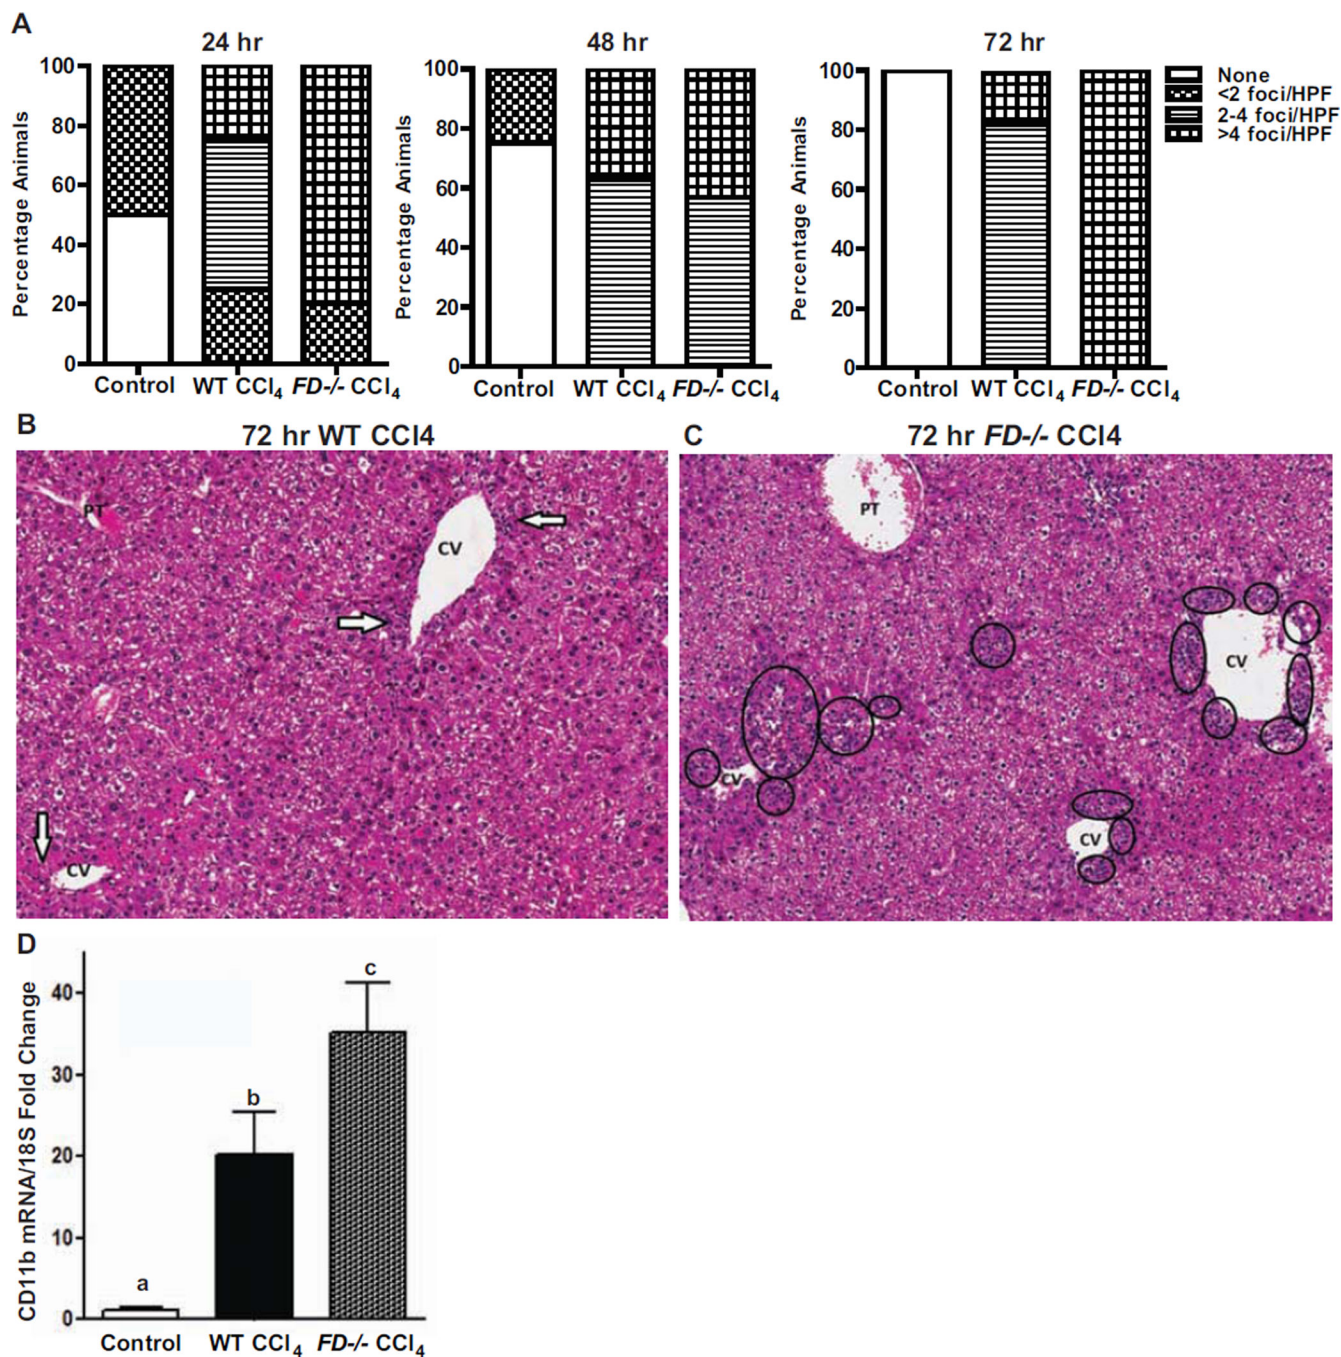 A
24 hr
48 hr
72 hr
Percentage Animals
100
80
60
40
20
0
Control
WT CCl4
FD-/- CCl4
Percentage Animals
100
80
60
40
20
0
Control
WT CCl4
FD-/- CCl4
Percentage Animals
100
80
60
40
20
0
Control
WT CCl4
FD-/- CCl4
None
<2 foci/HPF
2-4 foci/HPF
>4 foci/HPF
B
72 hr WT CCl4
PT
CV
CV
C
72 hr FD-/- CCl4
PT
CV
CV
CV
D
CD11b mRNA/18S Fold Change
40
30
20
10
0
a
b
c
Control
WT CCl4
FD-/- CCl4